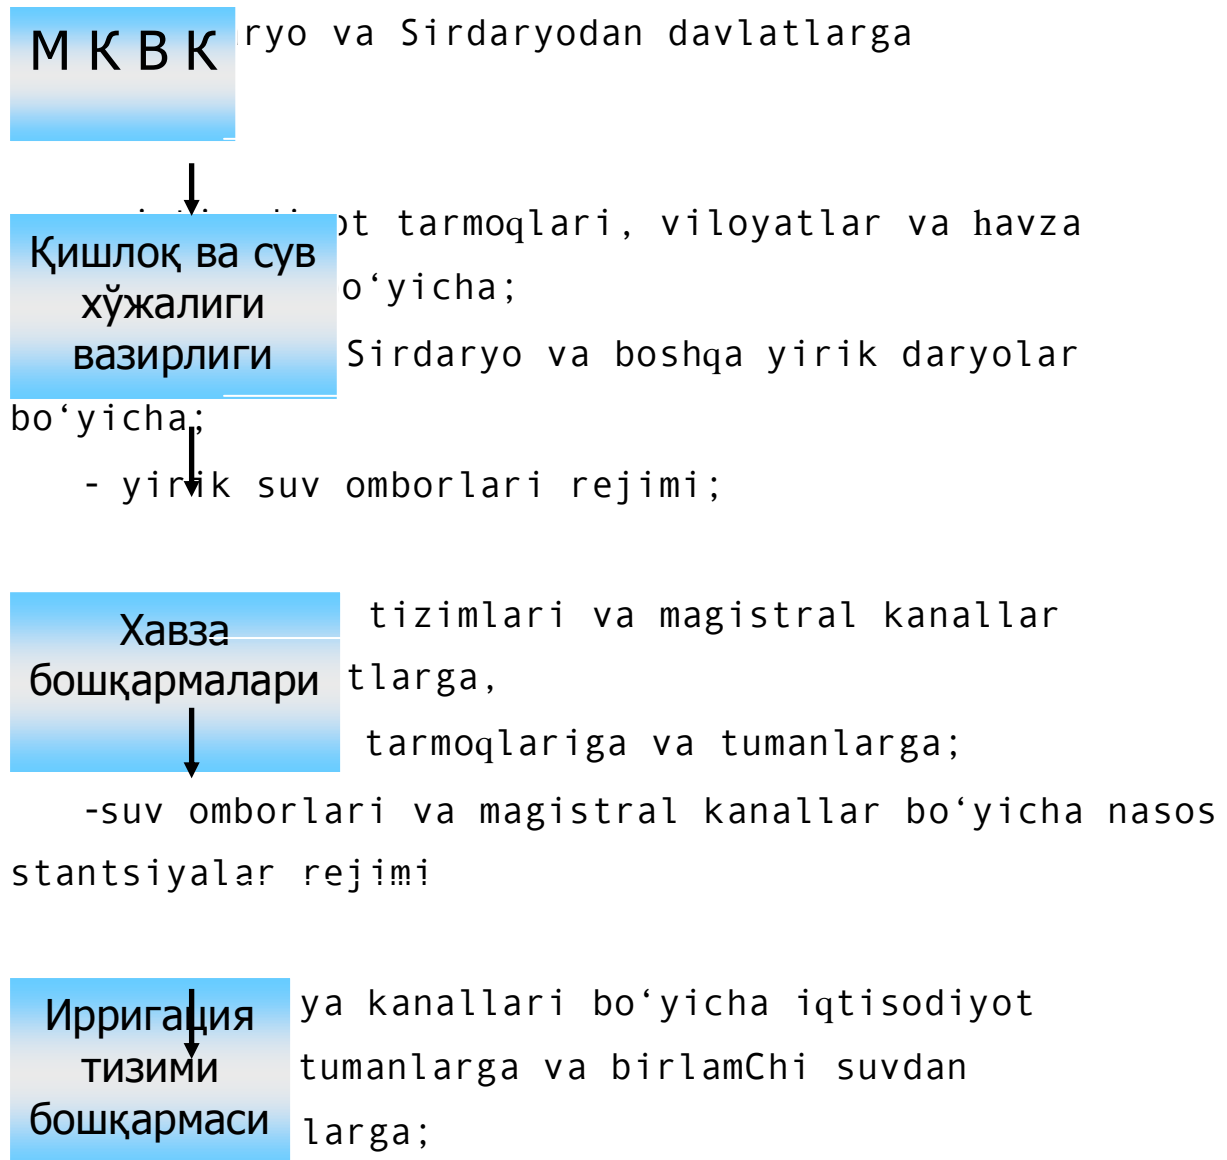 М К В К
ryo va Sirdaryodan davlatlarga
Қишлоқ ва сув
хўжалиги
вазирлиги
ot tarmoqlari, viloyatlar va havza
o‘yicha;
Sirdaryo va boshqa yirik daryolar
bo‘yicha;
- yirik suv omborlari rejimi;
Хавза
бошқармалари
tizimlari va magistral kanallar
tlarga,
tarmoqlariga va tumanlarga;
-suv omborlari va magistral kanallar bo‘yicha nasos
stantsiyalar rejimi
Ирригация
тизими
бошқармаси
ya kanallari bo‘yicha iqtisodiyot
tumanlarga va birlamChi suvdan
larga;